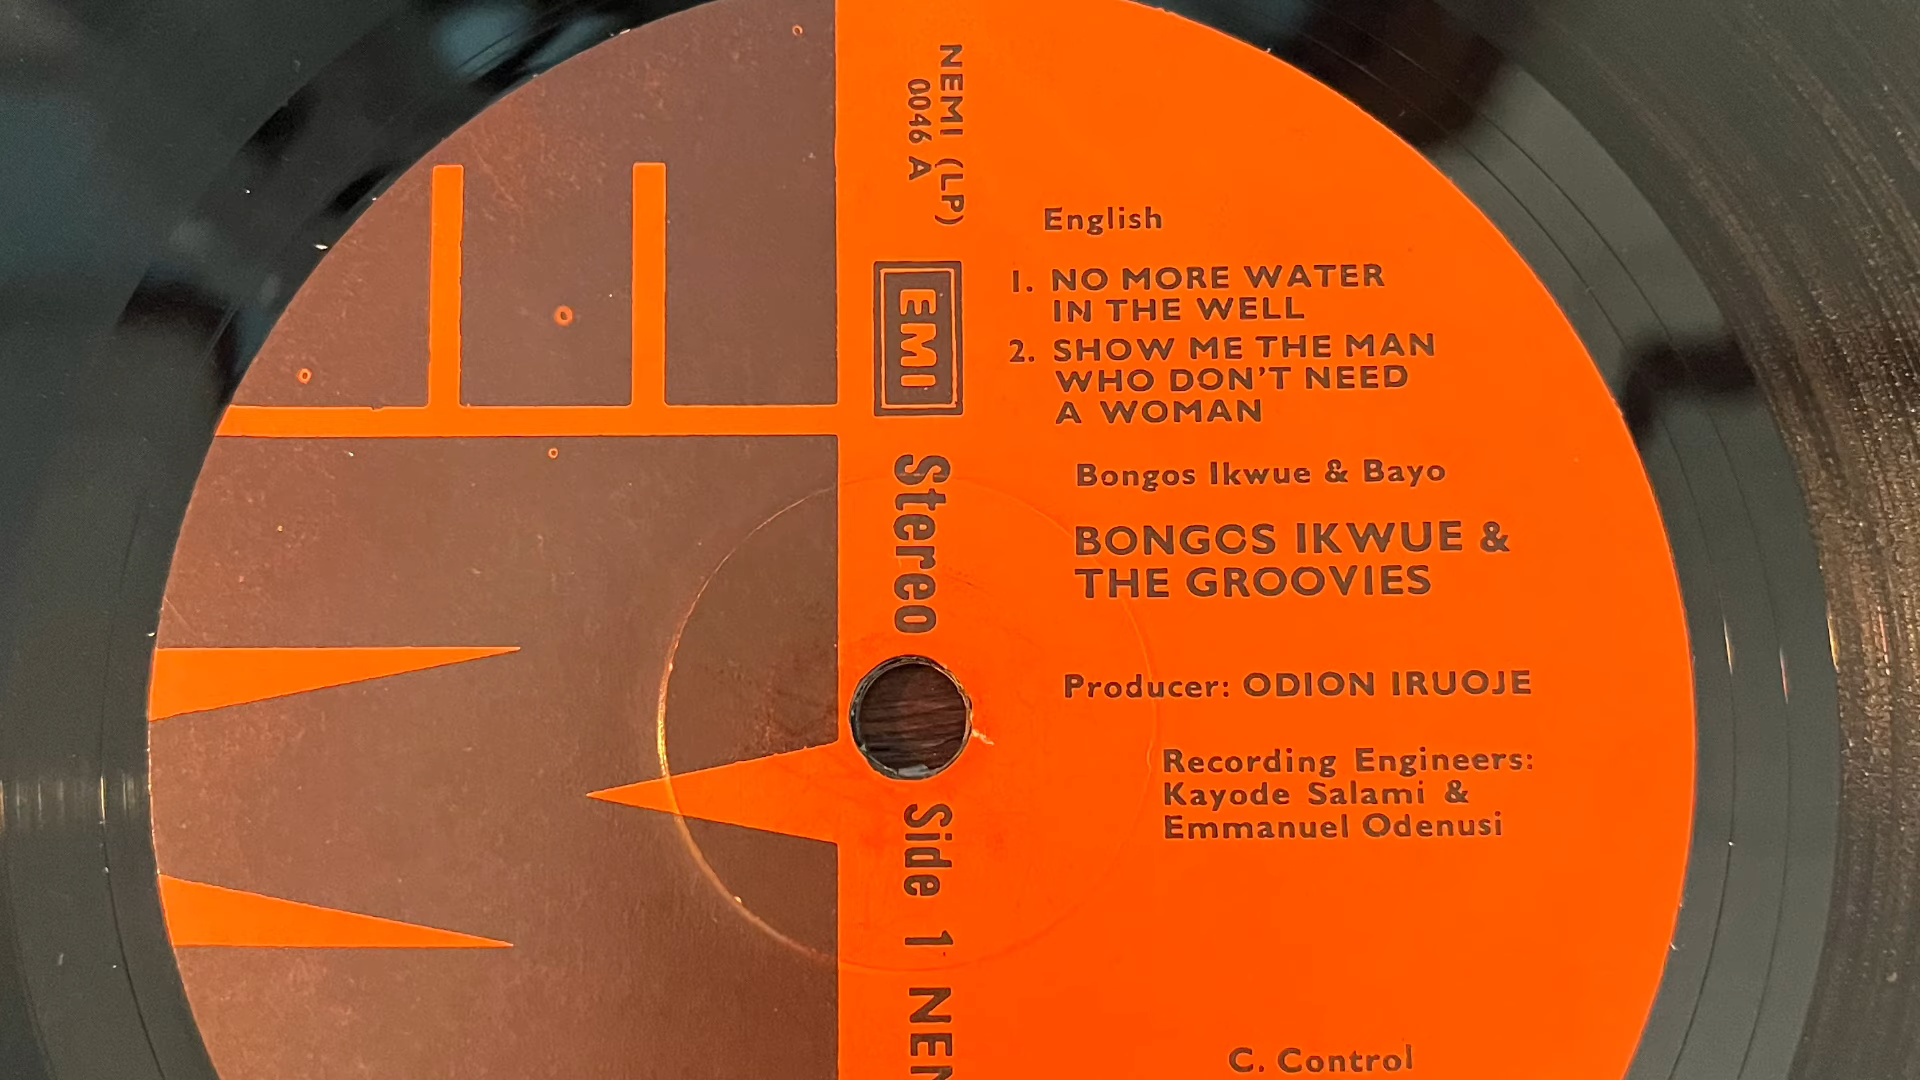 NEMI (LP)
0046 A
EMI
Stereo
Side 1 NEM
English
1. NO MORE WATER
IN THE WELL
2. SHOW ME THE MAN
WHO DON'T NEED
A WOMAN
Bongos Ikwue & Bayo
BONGOS IKWUE &
THE GROOVIES
Producer: ODION IRUOJE
Recording Engineers:
Kayode Salami &
Emmanuel Odenusi
C. Control